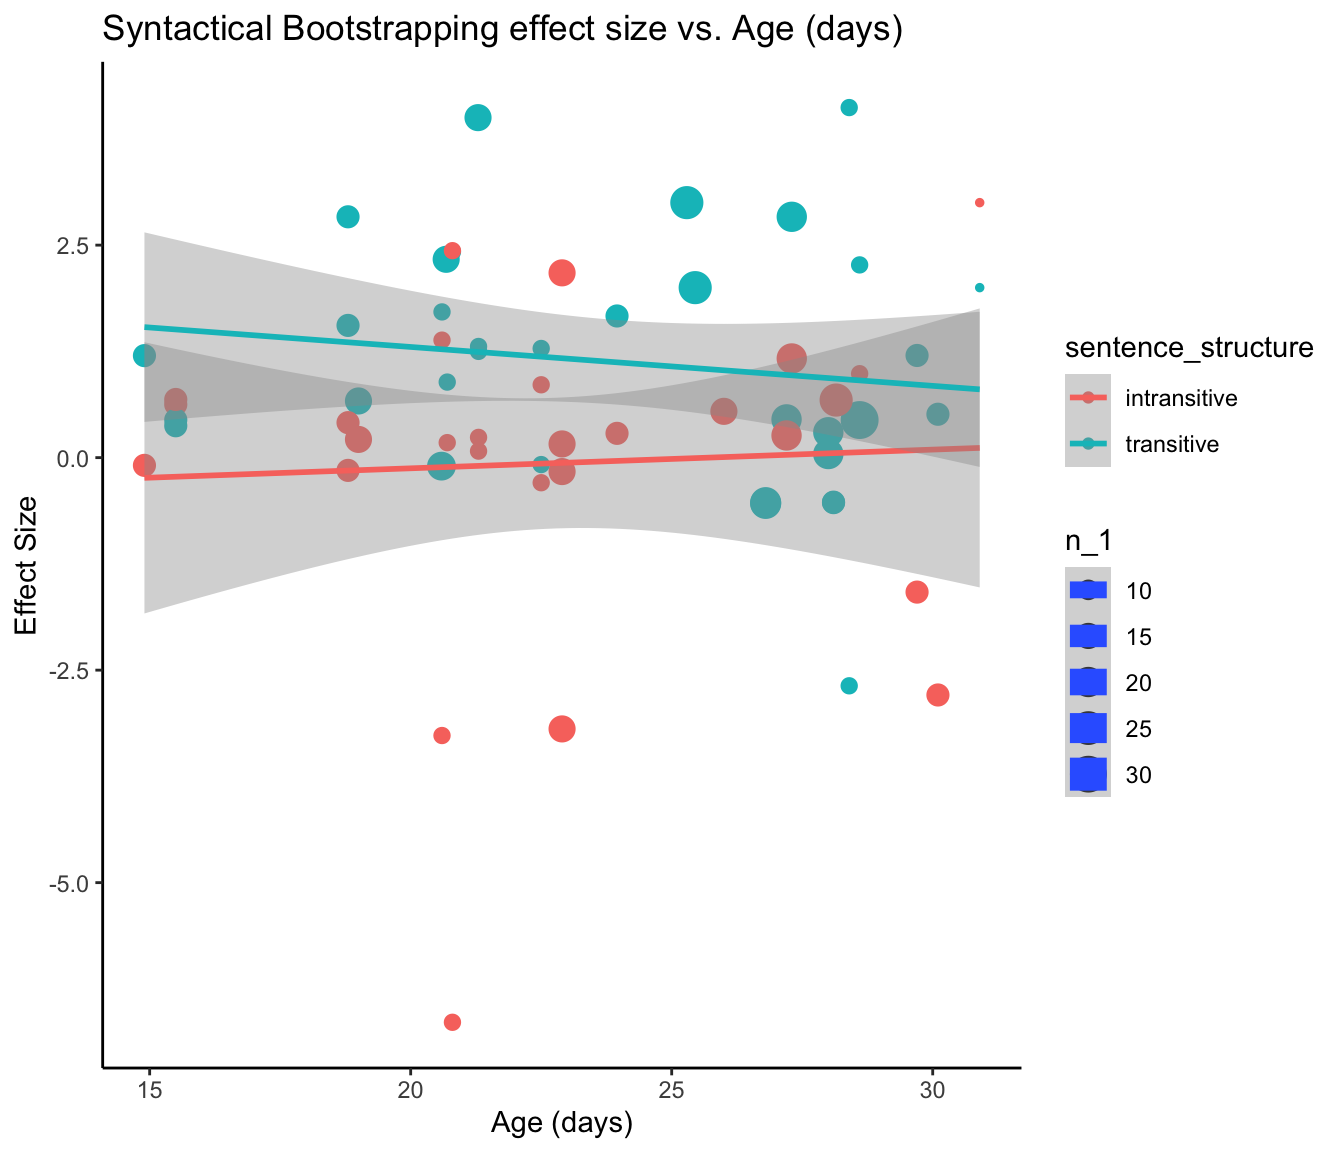 Syntactical Bootstrapping effect size vs. Age (days)
2.5
0.0
-2.5
-5.0
Effect Size
15 20 25 30
Age (days)
sentence_structure
intransitive
transitive
n_1
10
15
20
25
30